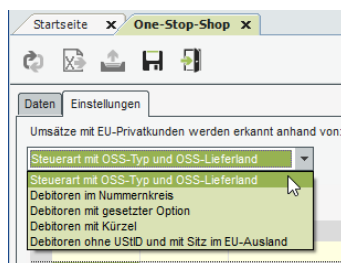 Startseite x One-Stop-Shop x
Daten Einstellungen
Umsätze mit EU-Privatkunden werden erkannt anhand von:
Steuerart mit OSS-Typ und OSS-Lieferland
Steuerart mit OSS-Typ und OSS-Lieferland
Debitoren im Nummernkreis
Debitoren mit gesetzter Option
Debitoren mit Kürzel
Debitoren ohne UStID und mit Sitz im EU-Ausland